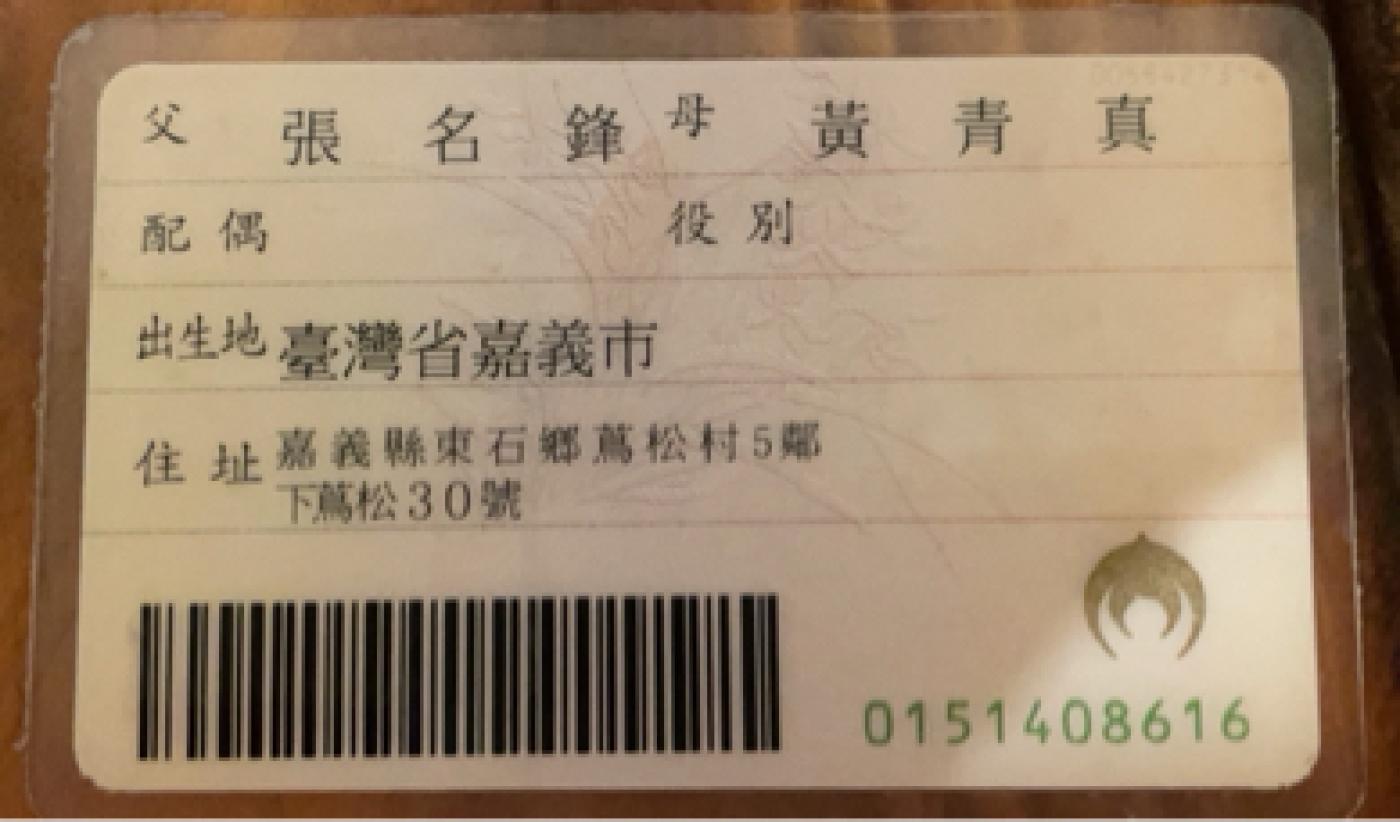 父 張名鋒 母 黃青真
配偶 役別
出生地 臺灣省嘉義市
住址 嘉義縣東石鄉蔦松村5鄰
下蔦松30號
0151408616